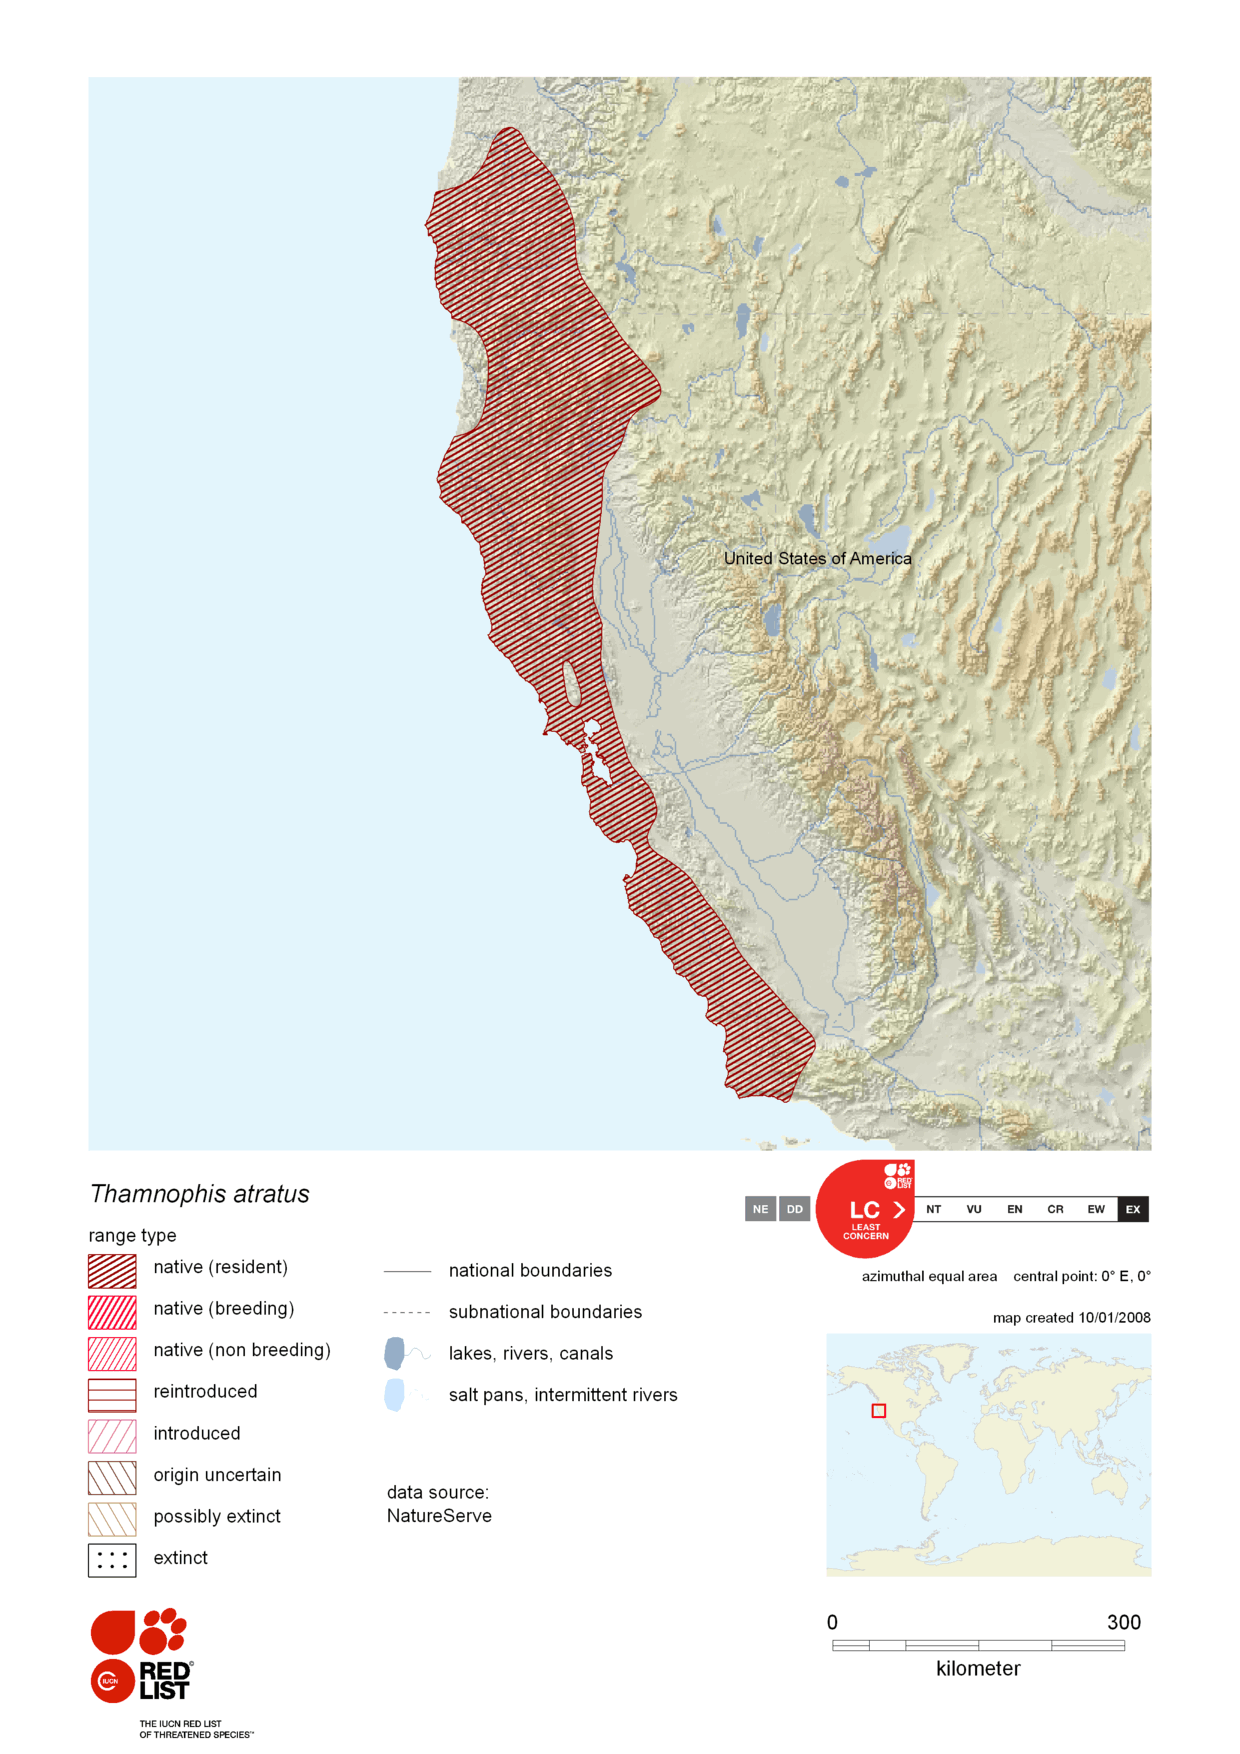 United States of America
Thamnophis atratus
range type
native (resident)
native (breeding)
native (non breeding)
reintroduced
introduced
origin uncertain
possibly extinct
extinct
national boundaries
subnational boundaries
lakes, rivers, canals
salt pans, intermittent rivers
data source:
NatureServe
NE DD LC NT VU EN CR EW EX
LEAST
CONCERN
RED
LIST
azimuthal equal area central point: 0° E, 0°
map created 10/01/2008
0 300
kilometer
IUCN
RED©
LIST
THE IUCN RED LIST
OF THREATENED SPECIES™